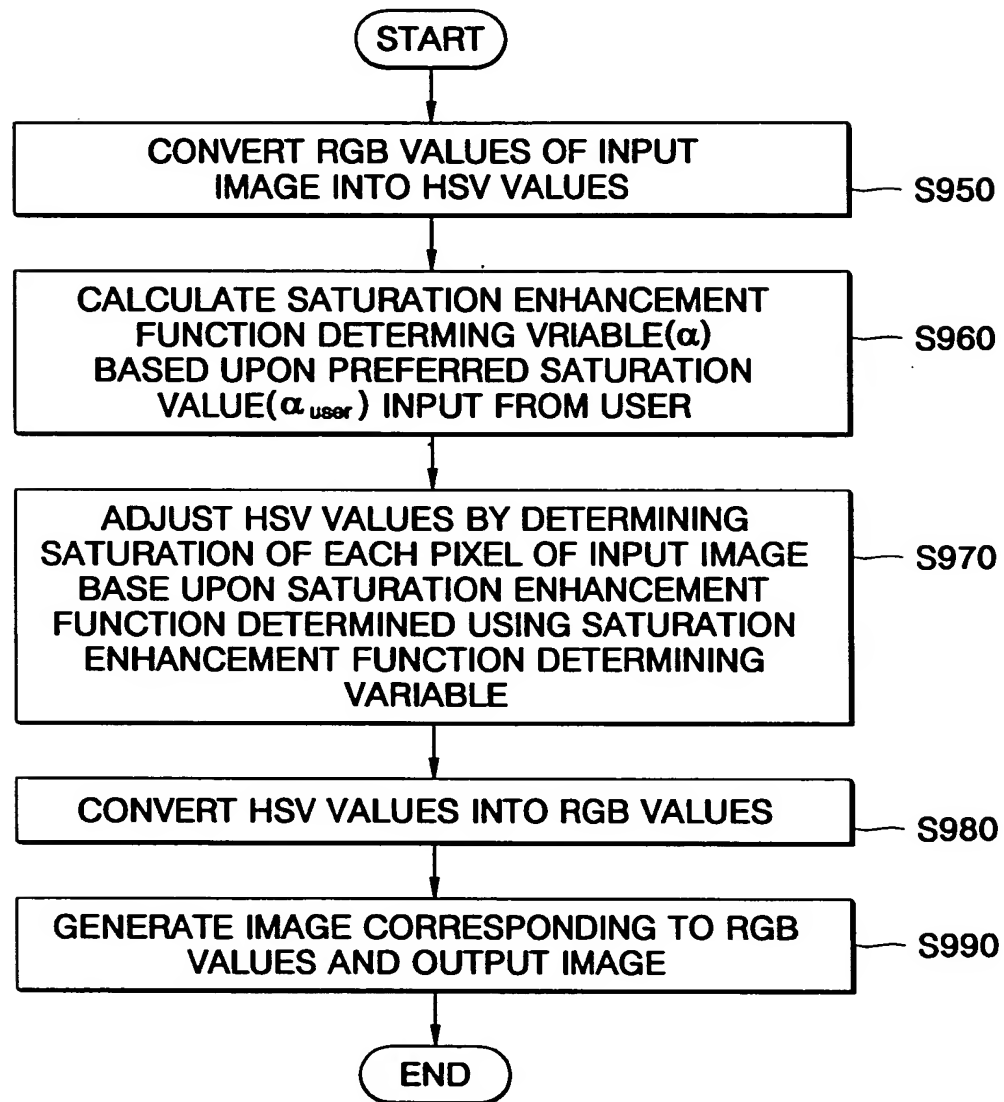 START
CONVERT RGB VALUES OF INPUT
IMAGE INTO HSV VALUES
S950
CALCULATE SATURATION ENHANCEMENT
FUNCTION DETERMING VRIABLE(α)
BASED UPON PREFERRED SATURATION
VALUE(α user) INPUT FROM USER
S960
ADJUST HSV VALUES BY DETERMINING
SATURATION OF EACH PIXEL OF INPUT IMAGE
BASE UPON SATURATION ENHANCEMENT
FUNCTION DETERMINED USING SATURATION
ENHANCEMENT FUNCTION DETERMINING
VARIABLE
S970
CONVERT HSV VALUES INTO RGB VALUES
S980
GENERATE IMAGE CORRESPONDING TO RGB
VALUES AND OUTPUT IMAGE
S990
END